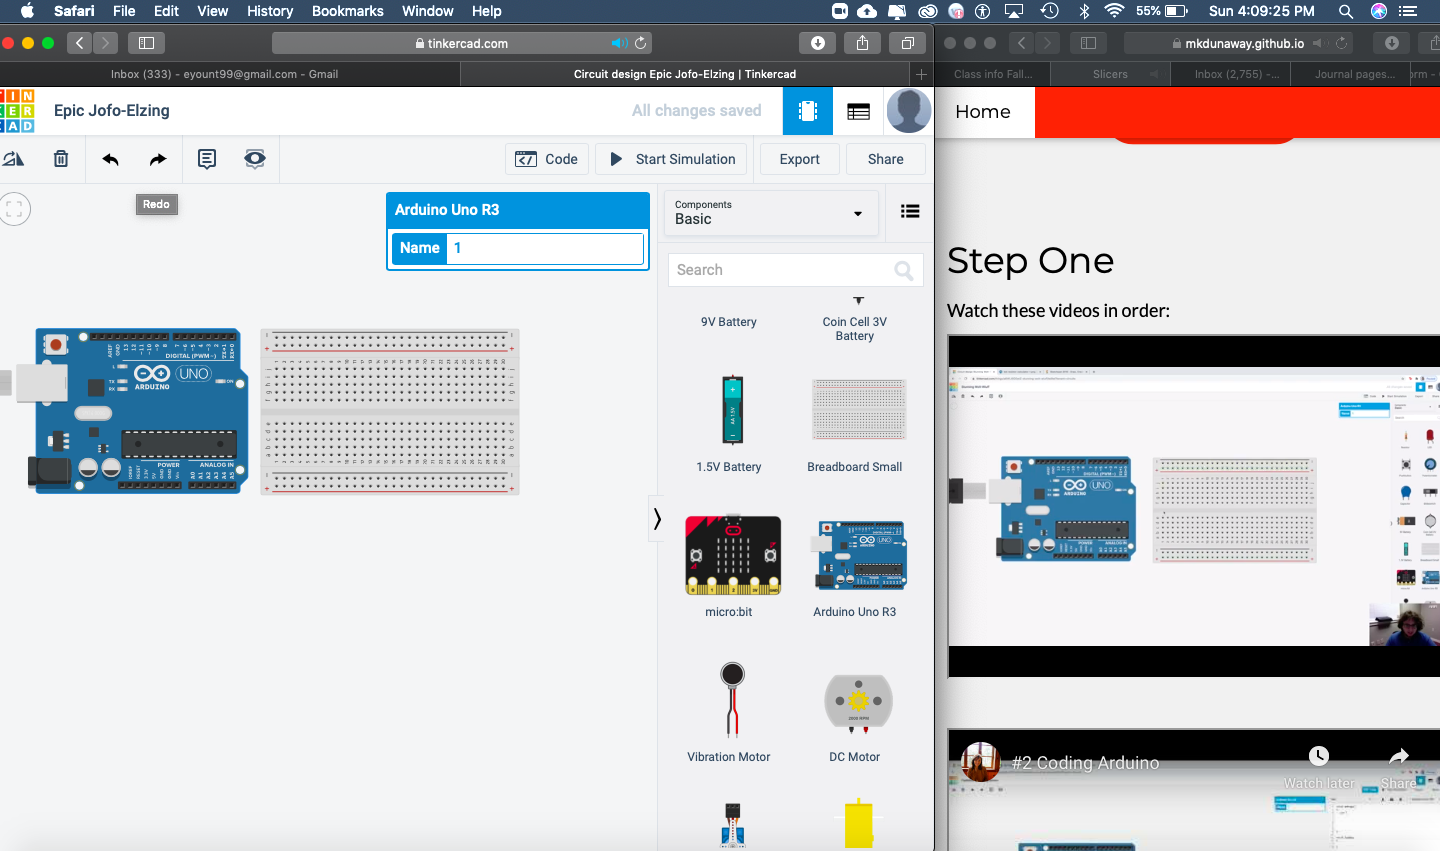 Safari File Edit View History Bookmarks Window Help 55% Sun 4:09:25 PM
tinkercad.com
mkdunaway.github.io
Inbox (333) - eyount99@gmail.com - Gmail
Circuit design Epic Jofo-Elzing | Tinkercad
Class info Fall...
Slicers
Inbox (2,755) -...
Journal pages...
orm -
TIN
KER
CAD
Epic Jofo-Elzing
All changes saved
Home
Code
Start Simulation
Export
Share
Redo
Arduino Uno R3
Name 1
Components
Basic
Search
9V Battery
Coin Cell 3V
Battery
1.5V Battery
Breadboard Small
micro:bit
Arduino Uno R3
Vibration Motor
DC Motor
DIGITAL (PWM~)
UNO
ARDUINO
ON
POWER
ANALOG IN
Step One
Watch these videos in order:
#2 Coding Arduino
Watch later
Share